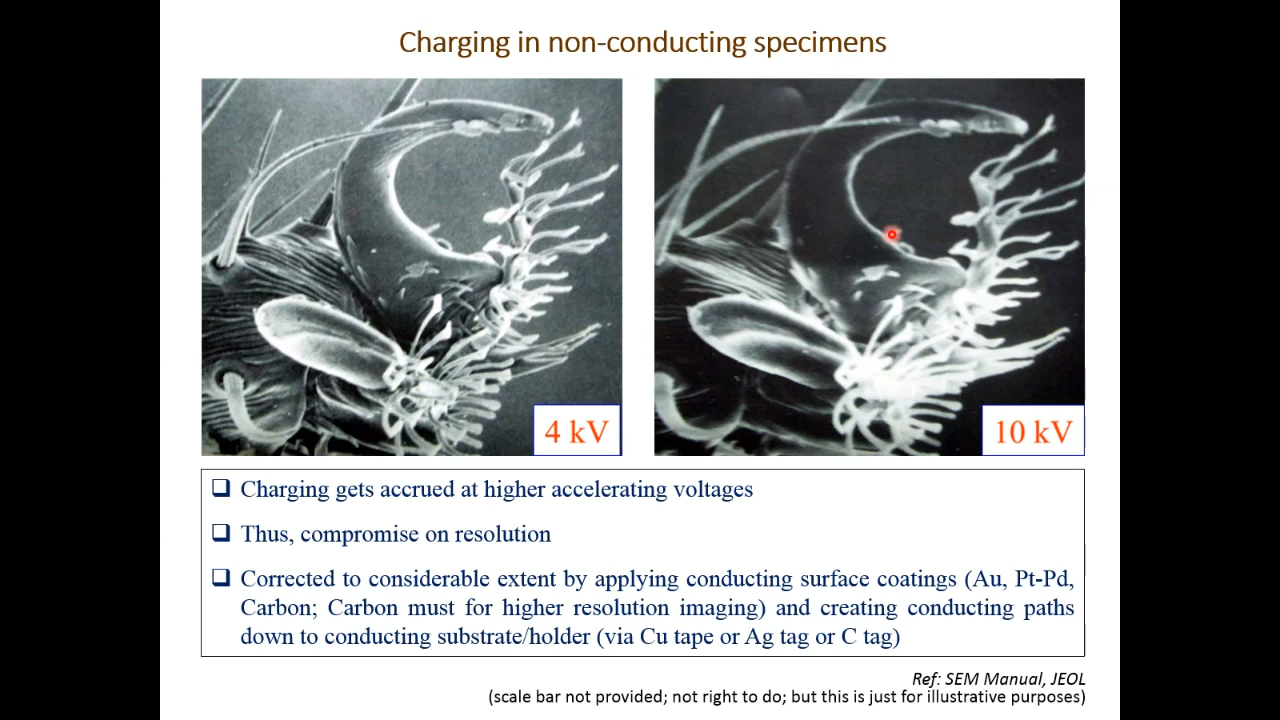 Charging in non-conducting specimens
4 kV
10 kV
❑ Charging gets accrued at higher accelerating voltages
❑ Thus, compromise on resolution
❑ Corrected to considerable extent by applying conducting surface coatings (Au, Pt-Pd,
Carbon; Carbon must for higher resolution imaging) and creating conducting paths
down to conducting substrate/holder (via Cu tape or Ag tag or C tag)
Ref: SEM Manual, JEOL
(scale bar not provided; not right to do; but this is just for illustrative purposes)